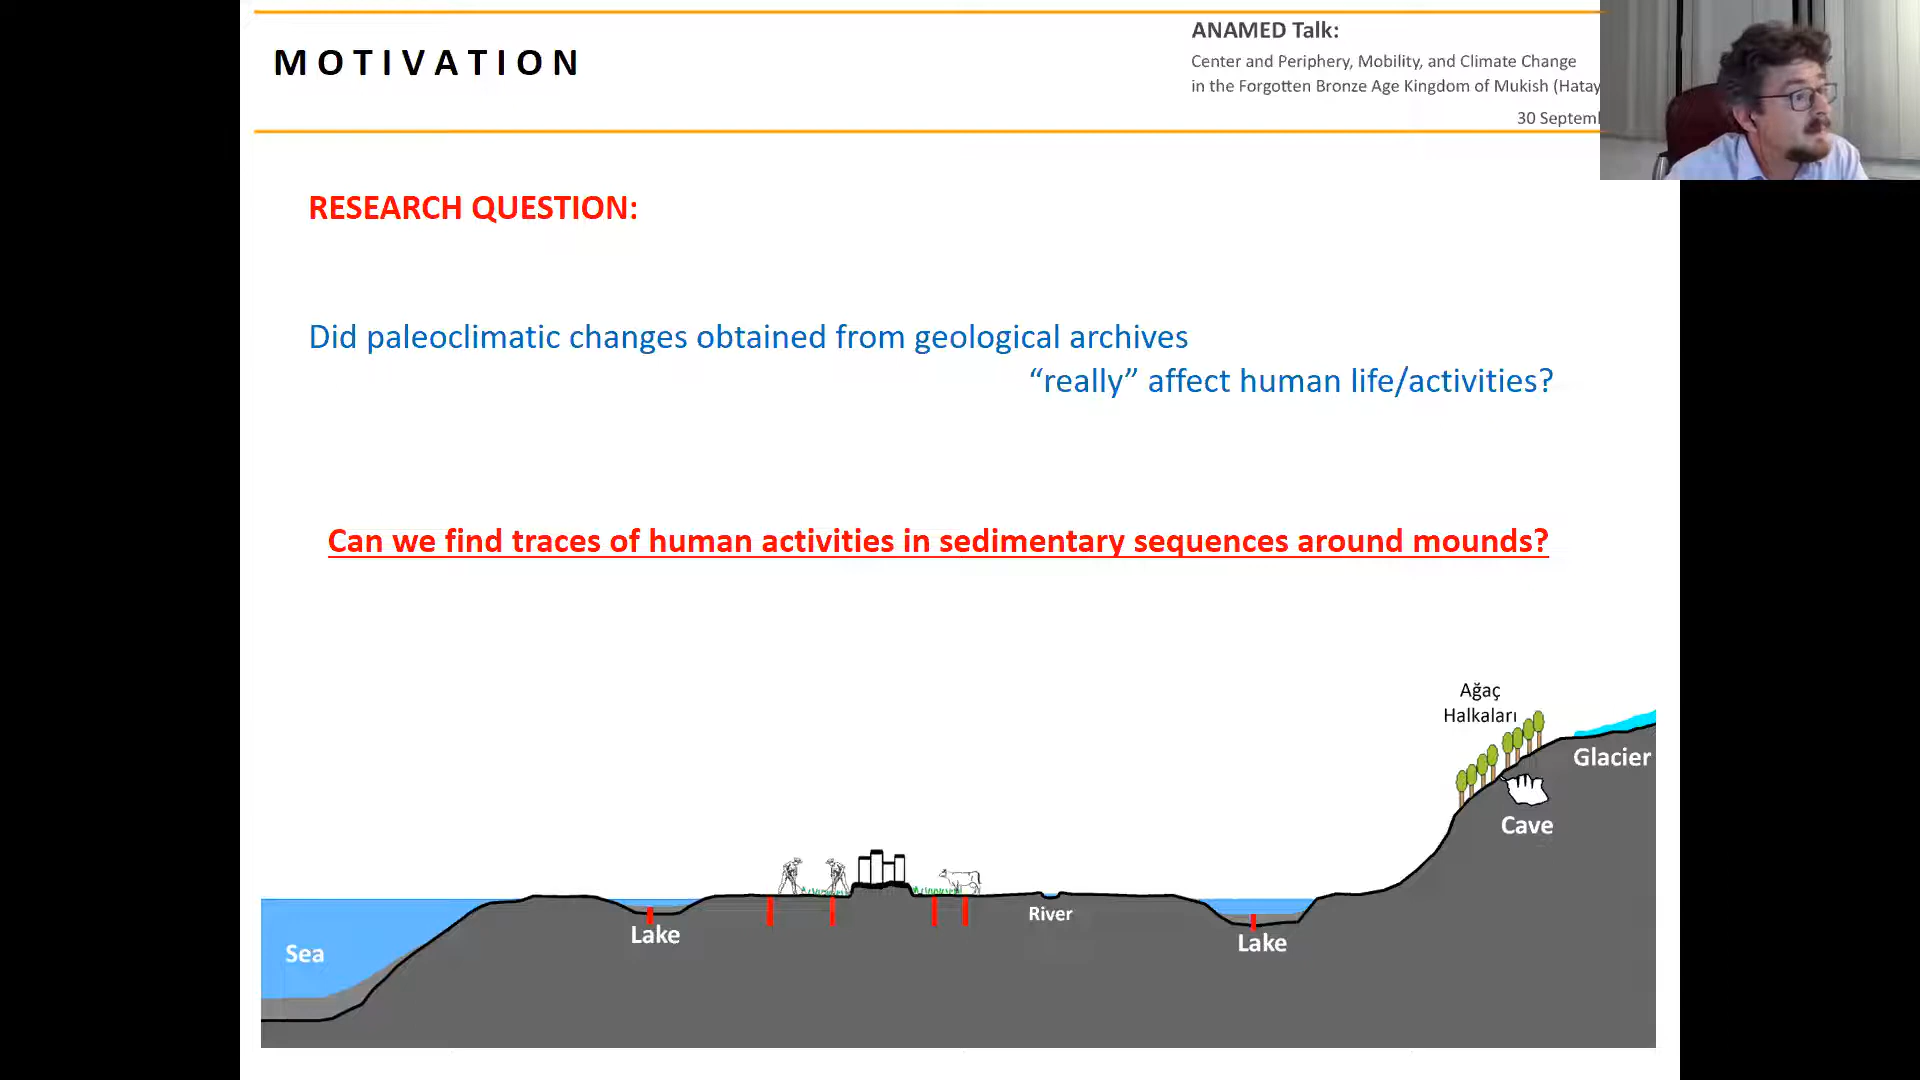 MOTIVATION
ANAMED Talk:
Center and Periphery, Mobility, and Climate Change
in the Forgotten Bronze Age Kingdom of Mukish (Hatay
30
RESEARCH QUESTION:
Did paleoclimatic changes obtained from geological archives
“really” affect human life/activities?
Can we find traces of human activities in sedimentary sequences around mounds?
Ağaç
Halkaları
Glacier
Cave
River
Lake
Lake
Sea